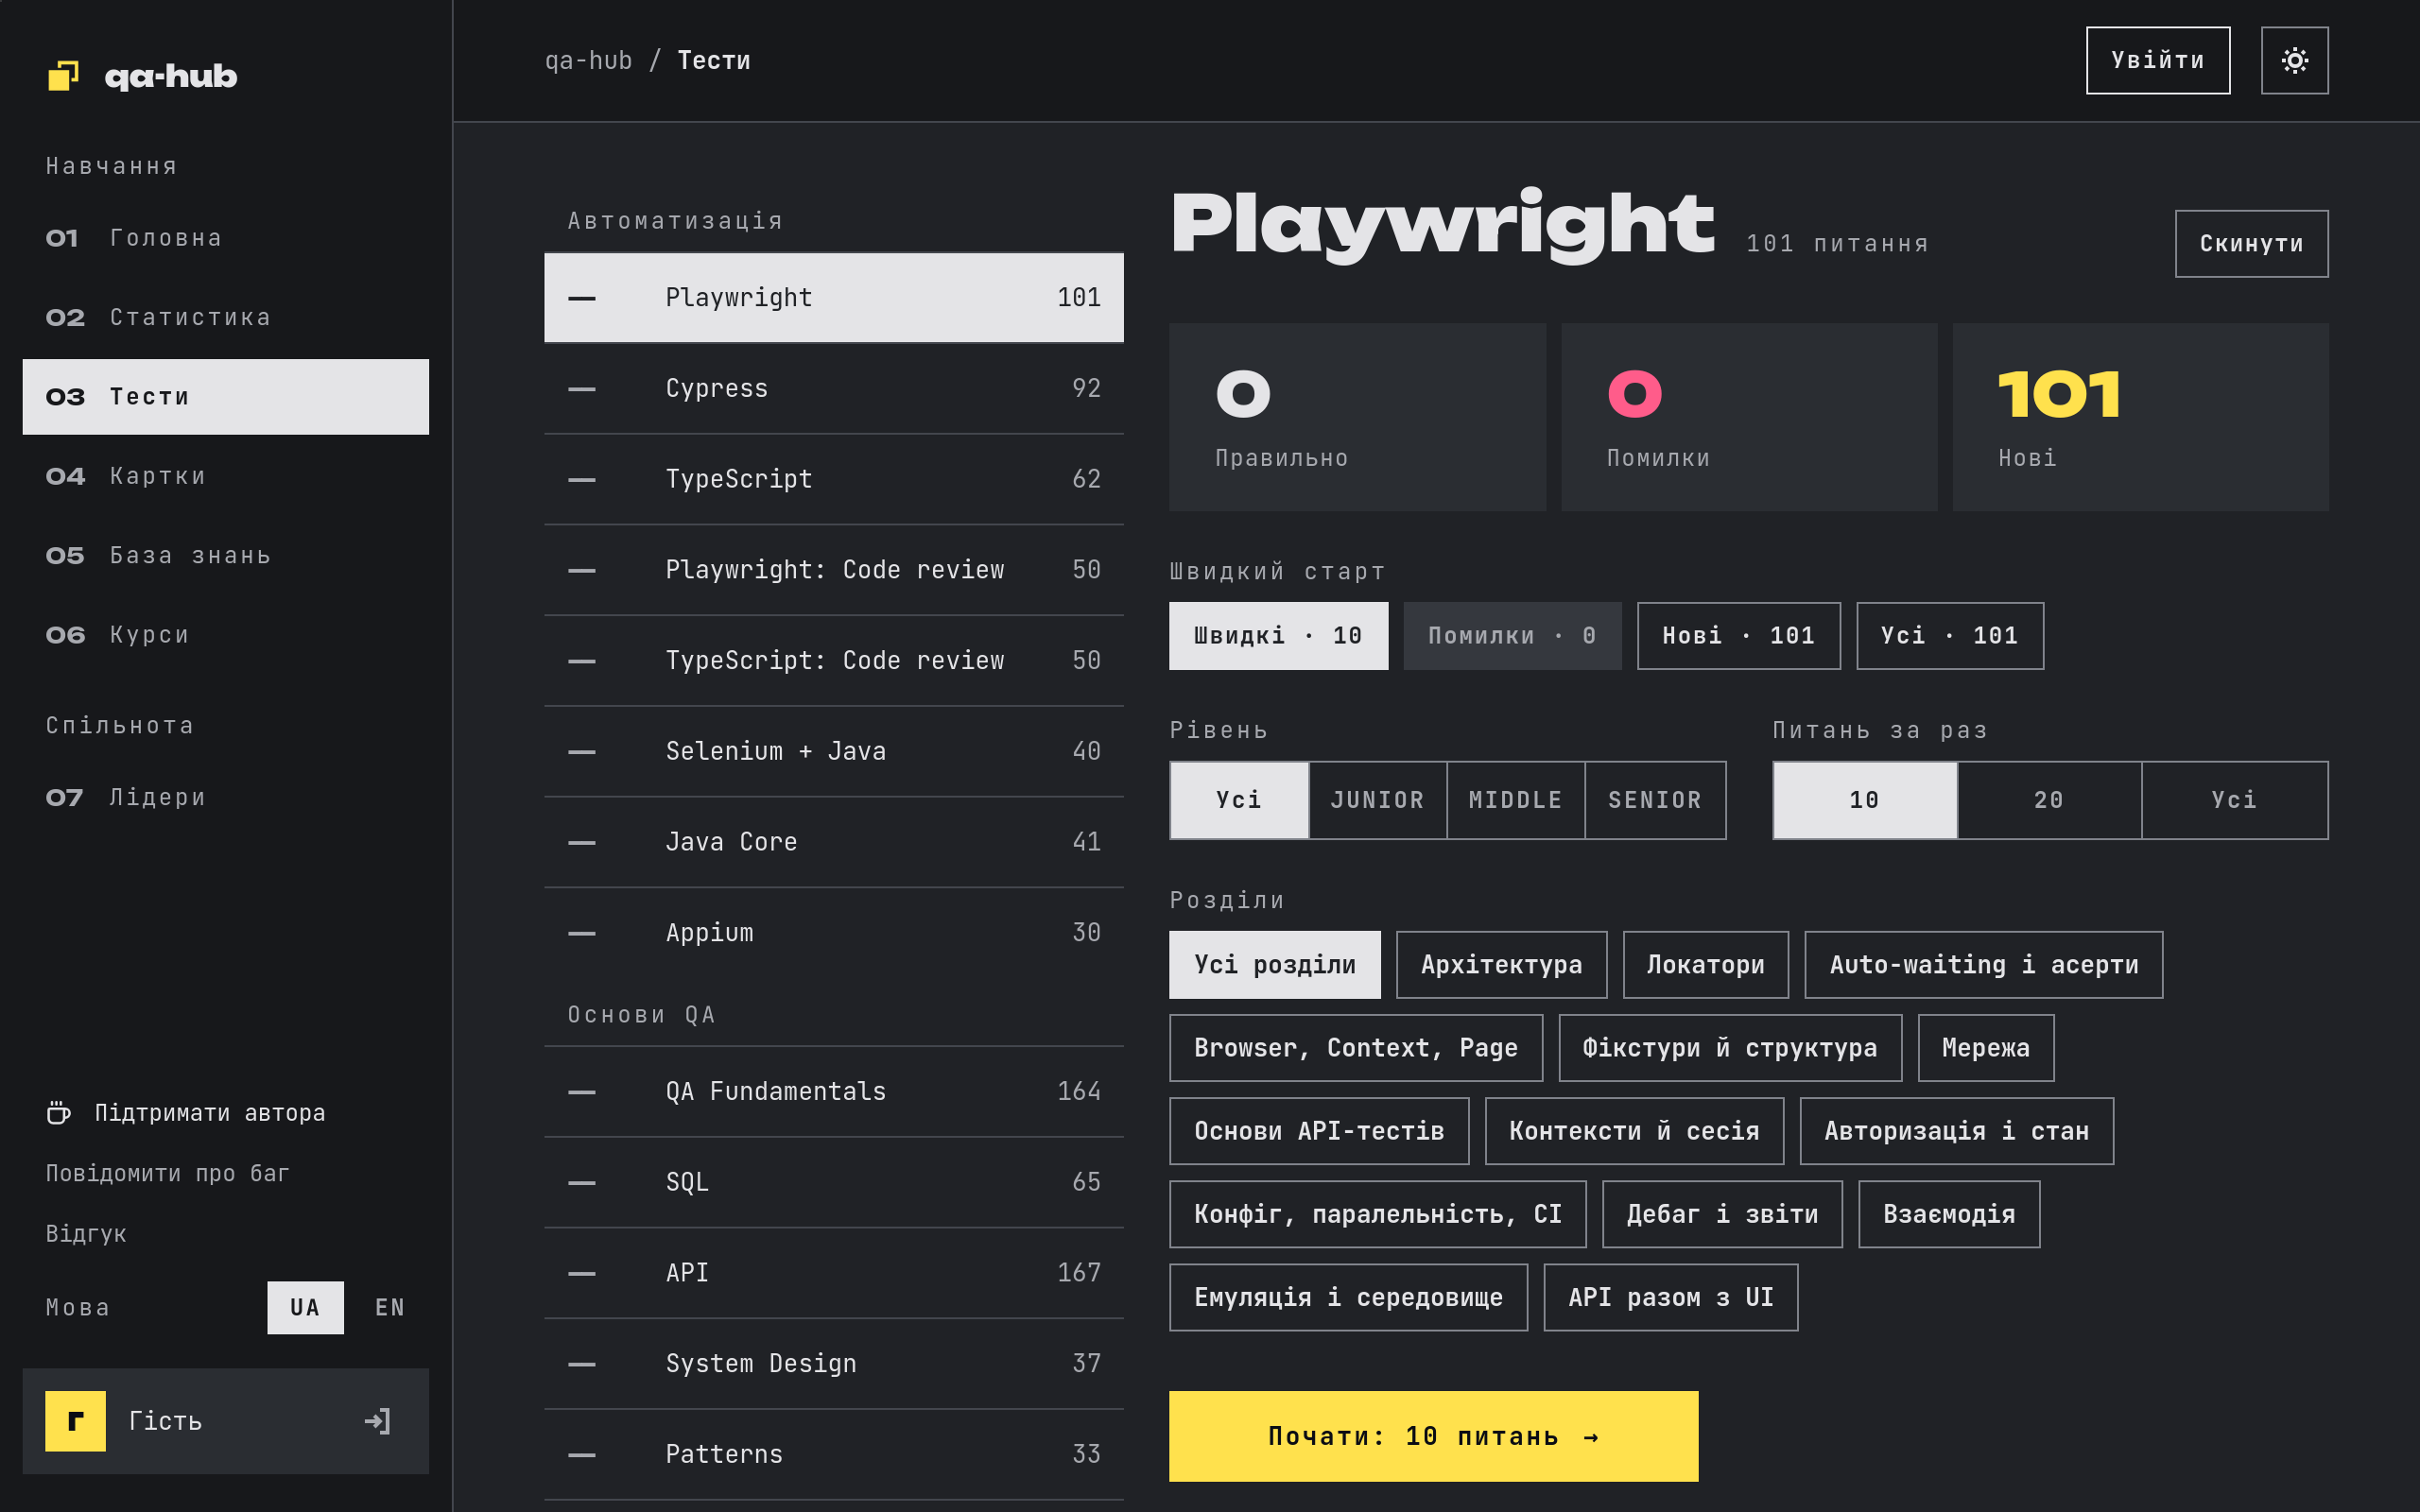 qa-hub
Навчання
01 Головна
02 Статистика
03 Тести
04 Картки
05 База знань
06 Курси
Спільнота
07 Лідери
Підтримати автора
Повідомити про баг
Відгук
Мова UA EN
Г Гість
qa-hub / Тести
Увійти
Автоматизація
— Playwright 101
— Cypress 92
— TypeScript 62
— Playwright: Code review 50
— TypeScript: Code review 50
— Selenium + Java 40
— Java Core 41
— Appium 30
Основи QA
— QA Fundamentals 164
— SQL 65
— API 167
— System Design 37
— Patterns 33
Playwright 101 питання
Скинути
0 0 101
Правильно Помилки Нові
Швидкий старт
Швидкі · 10 Помилки · 0 Нові · 101 Усі · 101
Рівень Питань за раз
Усі JUNIOR MIDDLE SENIOR 10 20 Усі
Розділи
Усі розділи Архітектура Локатори Auto-waiting і асерти
Browser, Context, Page Фікстури й структура Мережа
Основи API-тестів Контексти й сесія Авторизація і стан
Конфіг, паралельність, CI Дебаг і звіти Взаємодія
Емуляція і середовище API разом з UI
Почати: 10 питань →